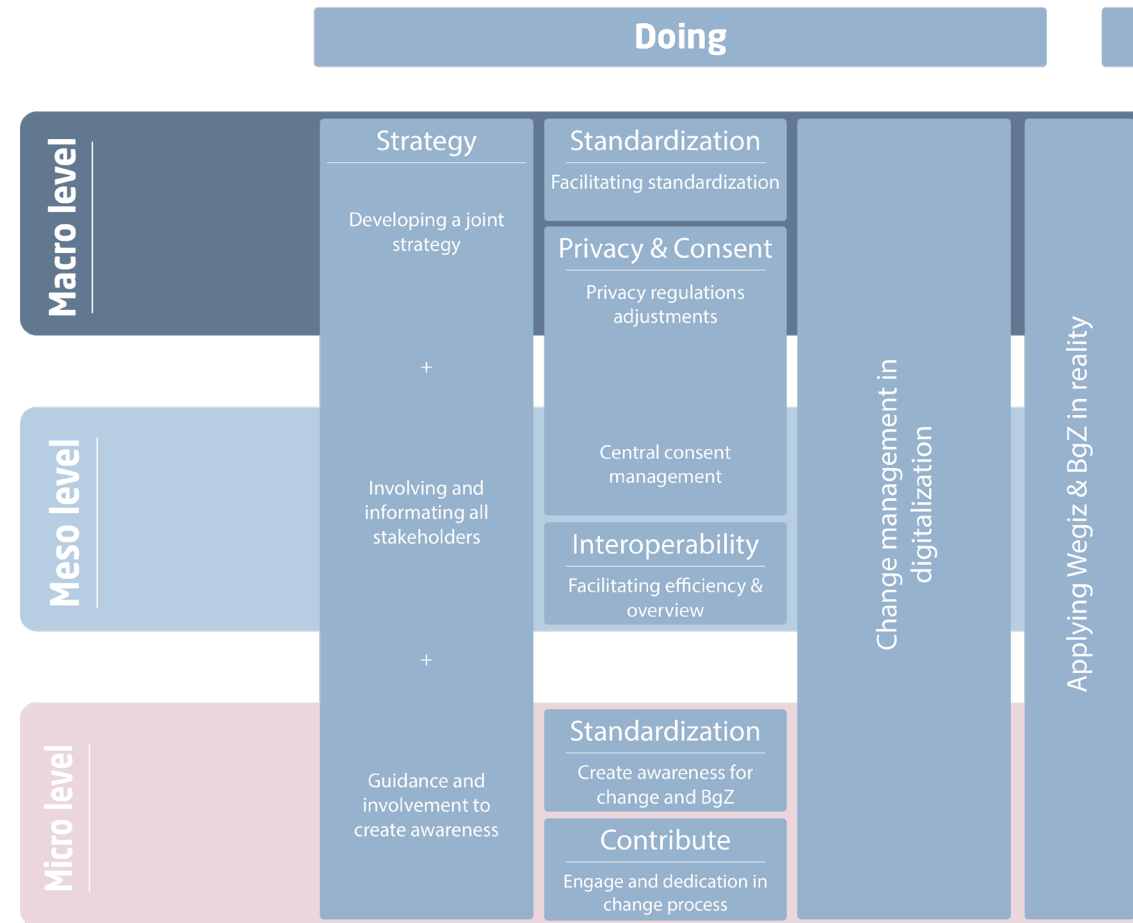 Doing
Macro level
Strategy
Developing a joint
strategy
+
Involving and
informating all
stakeholders
+
Guidance and
involvement to
create awareness
Standardization
Facilitating standardization
Privacy & Consent
Privacy regulations
adjustments
Central consent
management
Meso level
Interoperability
Facilitating efficiency &
overview
Micro level
Standardization
Create awareness for
change and BgZ
Contribute
Engage and dedication in
change process
Change management in
digitalization
Applying Wegiz & BgZ in reality